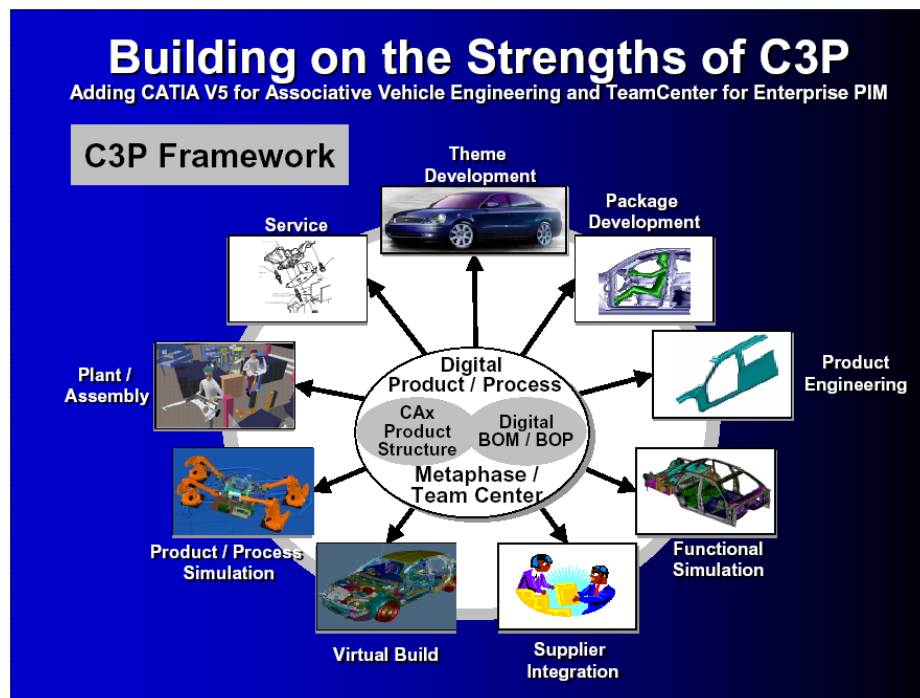 Building on the Strengths of C3P
Adding CATIA V5 for Associative Vehicle Engineering and TeamCenter for Enterprise PIM
C3P Framework
Theme
Development
Package
Development
Service
Plant /
Assembly
Digital
Product / Process
CAx
Product
Structure
Digital
BOM / BOP
Metaphase /
Team Center
Product
Engineering
Product / Process
Simulation
Functional
Simulation
Virtual Build
Supplier
Integration